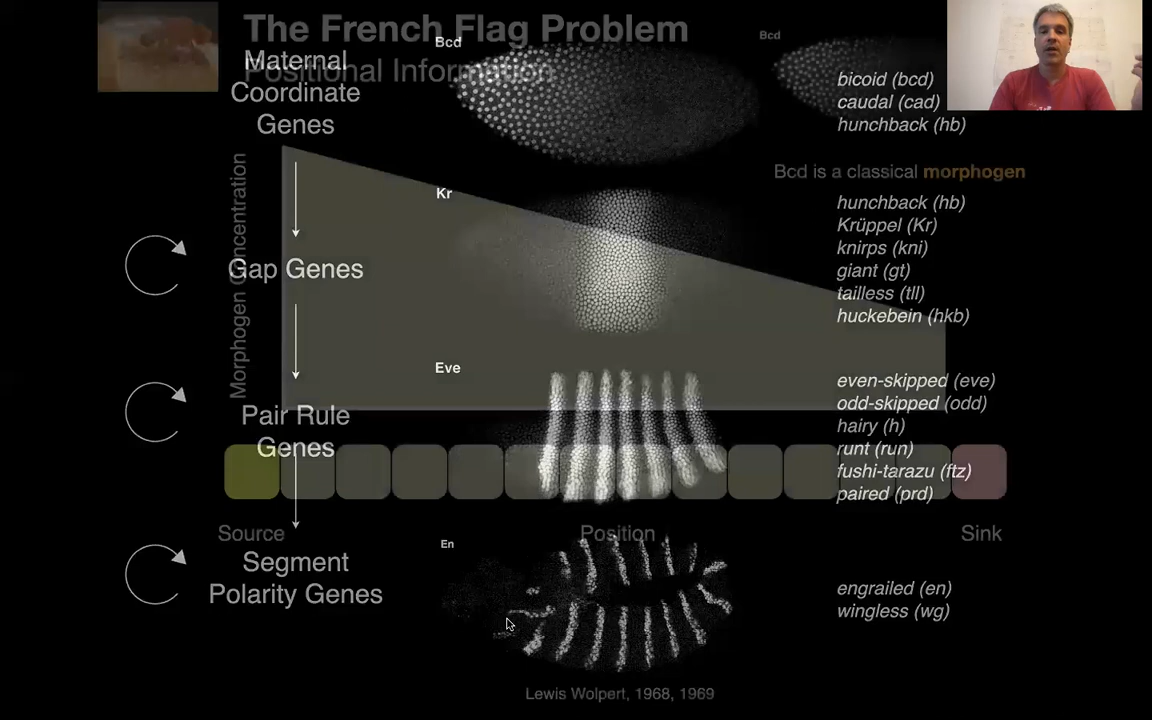 The French Flag Problem
Positional Information
Maternal
Coordinate
Genes
Bcd
Bcd
bicoid (bcd)
caudal (cad)
hunchback (hb)
Bcd is a classical morphogen
Morphogen Concentration
Kr
Gap Genes
hunchback (hb)
Krüppel (Kr)
knirps (kni)
giant (gt)
tailless (tll)
huckebein (hkb)
Eve
Pair Rule
Genes
even-skipped (eve)
odd-skipped (odd)
hairy (h)
runt (run)
fushi-tarazu (ftz)
paired (prd)
Source
Position
Sink
En
Segment
Polarity Genes
engrailed (en)
wingless (wg)
Lewis Wolpert, 1968, 1969